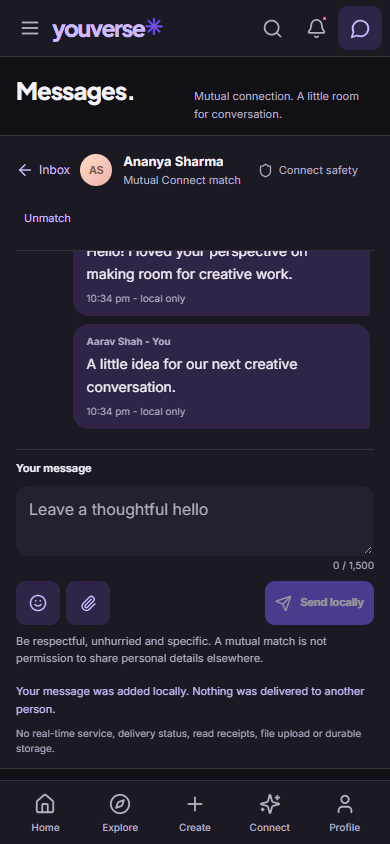 youverse
Messages.
Mutual connection. A little room
for conversation.
Inbox
AS
Ananya Sharma
Mutual Connect match
Connect safety
Unmatch
Hello! I loved your perspective on
making room for creative work.
10:34 pm - local only
Aarav Shah - You
A little idea for our next creative
conversation.
10:34 pm - local only
Your message
Leave a thoughtful hello
0 / 1,500
Send locally
Be respectful, unhurried and specific. A mutual match is not
permission to share personal details elsewhere.
Your message was added locally. Nothing was delivered to another
person.
No real-time service, delivery status, read receipts, file upload or durable
storage.
Home
Explore
Create
Connect
Profile